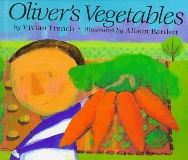 Oliver's Vegetables
by Vivian French • illustrated by Alison Bartlett